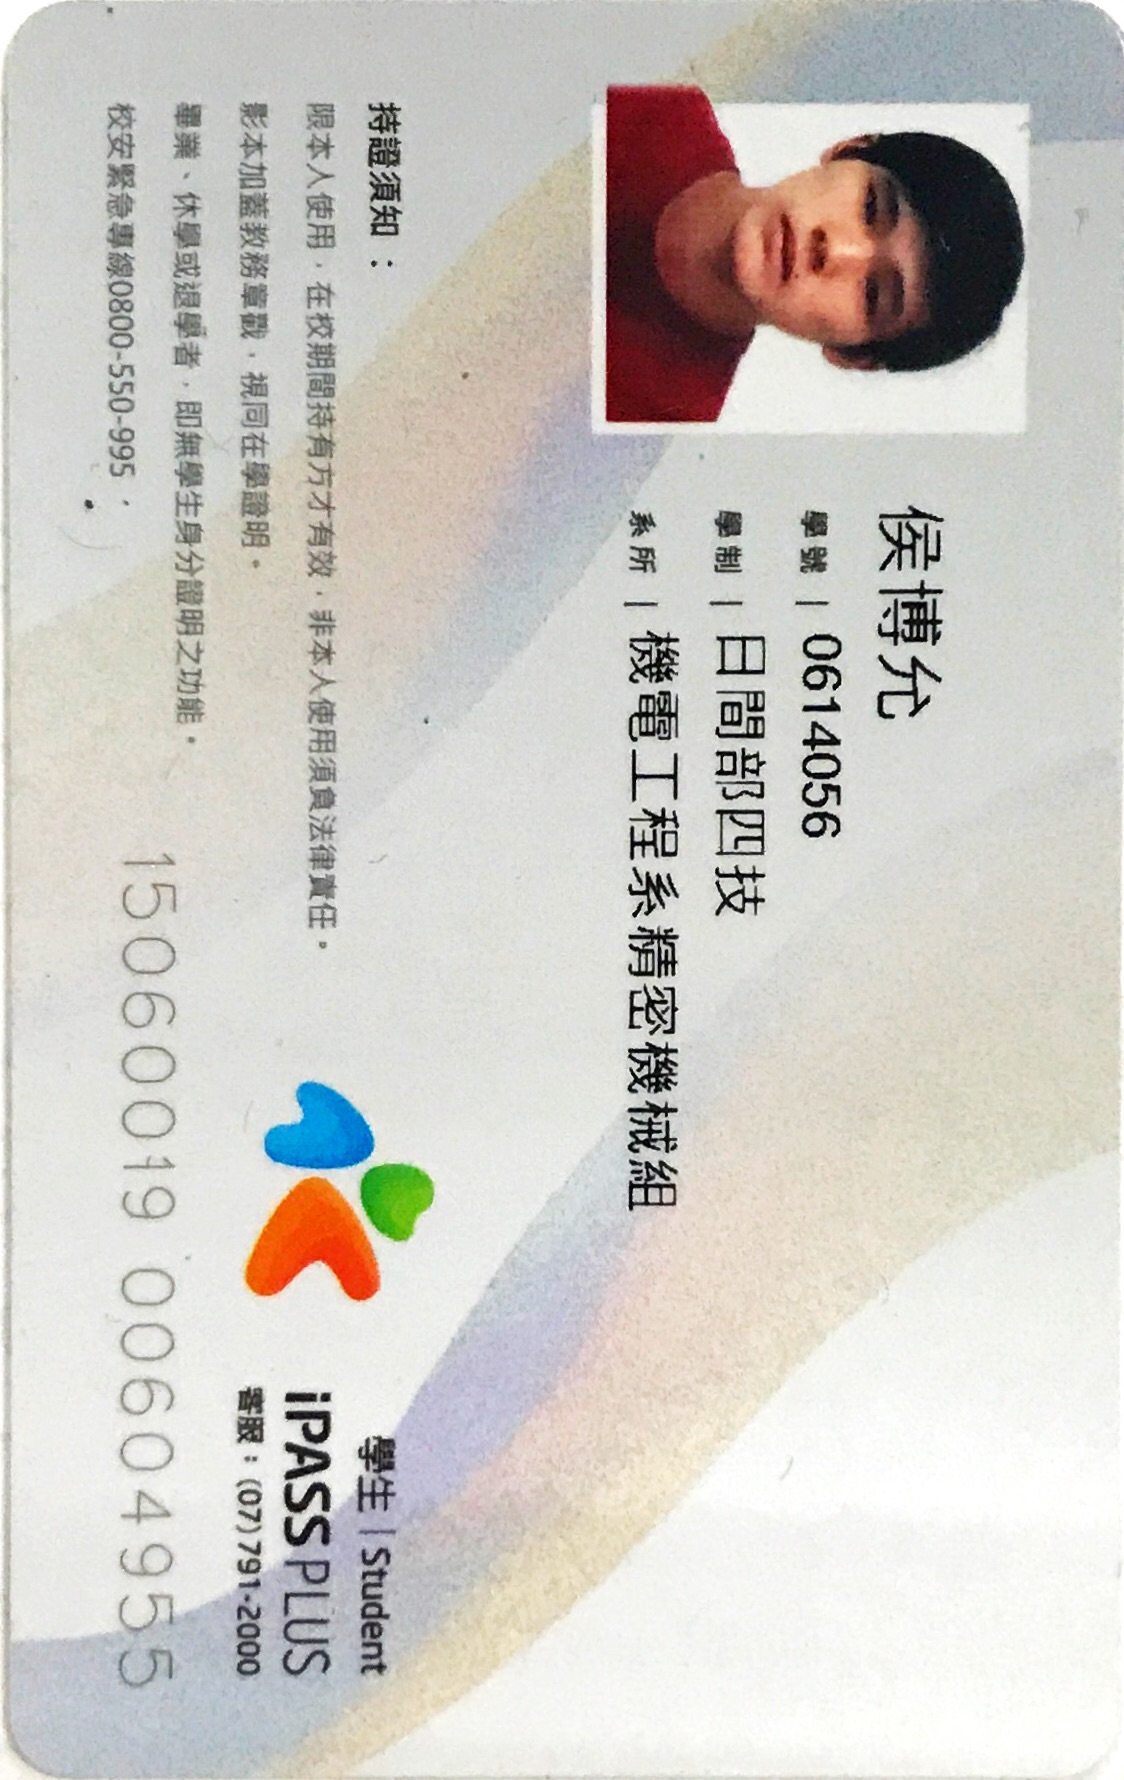 侯博允
學號 | 0614056
學制 | 日間部四技
系所 | 機電工程系精密機械組
持證須知：
限本人使用，在校期間持有方才有效，非本人使用須負法律責任。
影本加蓋教務章戳，視同在學證明。
畢業、休學或退學者，即無學生身分證明之功能。
校安緊急專線0800-550-995，
學生 | Student
iPASS PLUS
客服：(07)791-2000
15060019 00604955